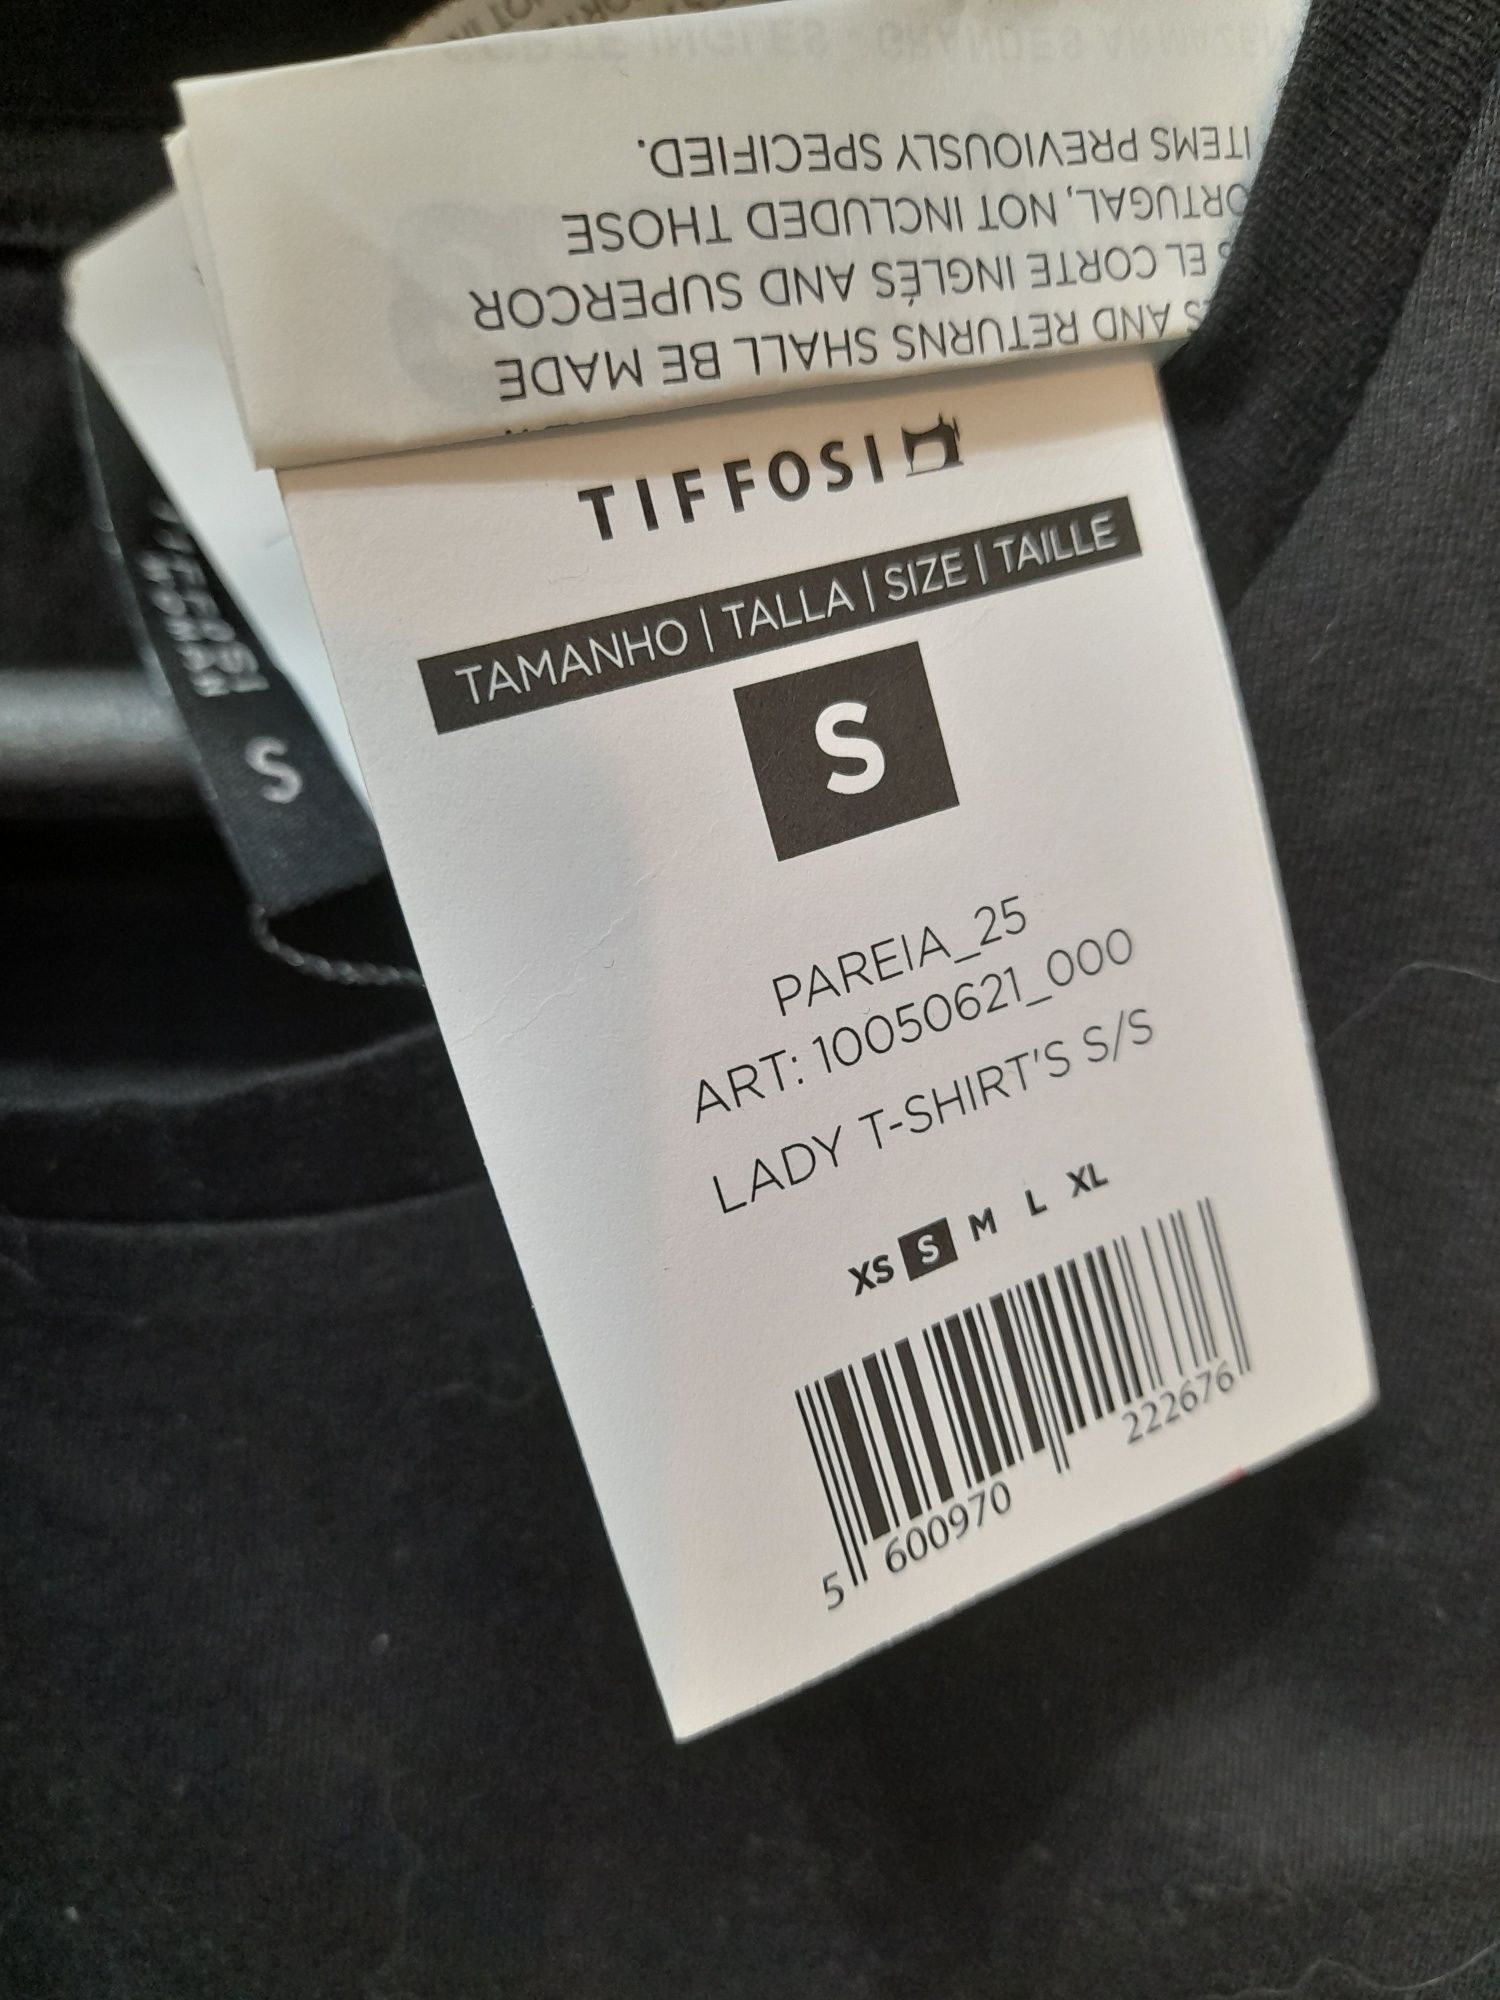 ITEMS PREVIOUSLY SPECIFIED.
ORTUGAL, NOT INCLUDED THOSE
EL CORTE INGLÉS AND SUPERCOR
AND RETURNS SHALL BE MADE
TIFFOSI
TAMANHO | TALLA | SIZE | TAILLE
S
PAREIA_25
ART: 10050621_000
LADY T-SHIRT'S S/S
XS S M L XL
5 600970 222676
S